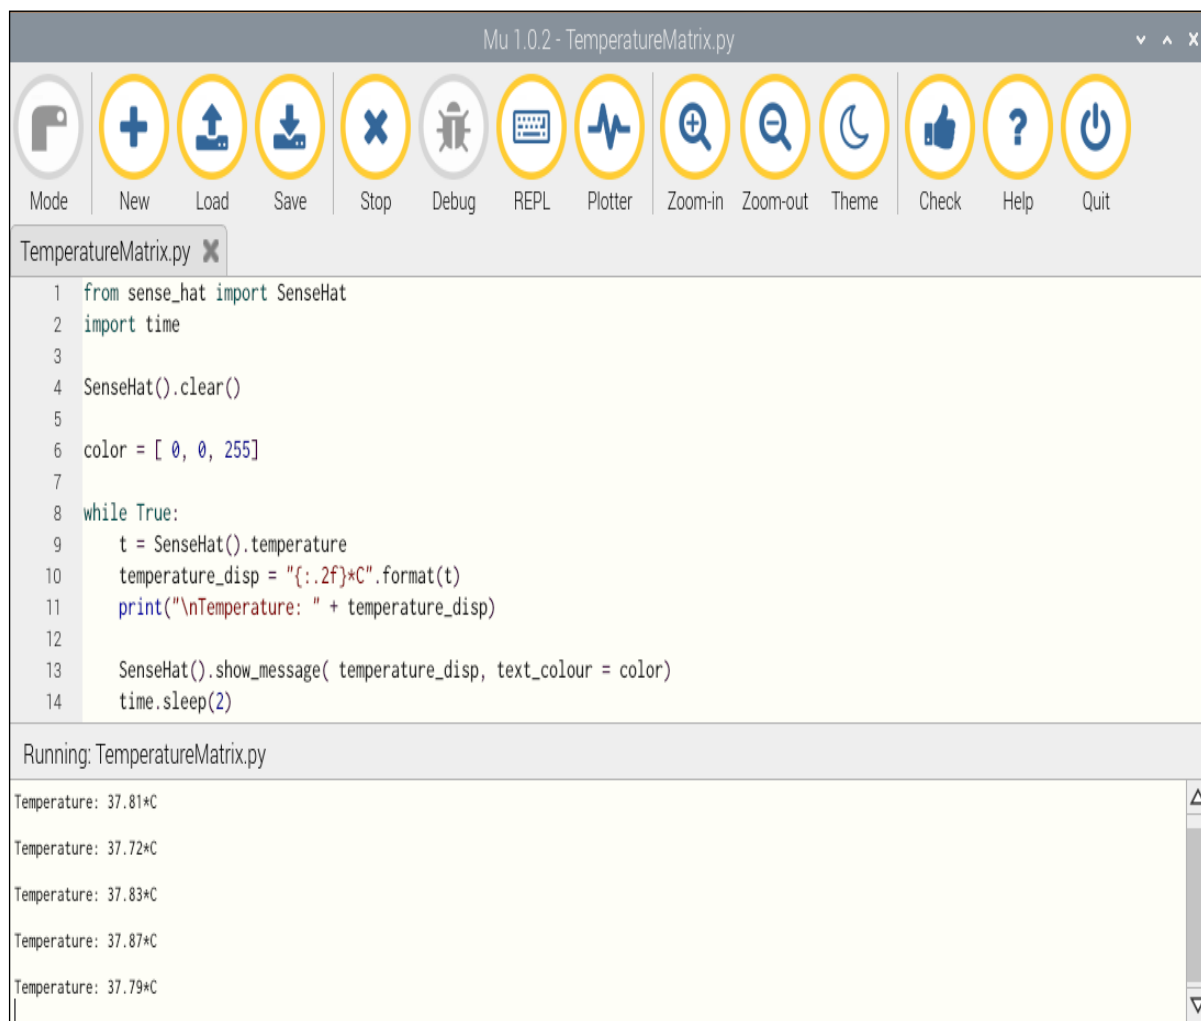 Mu 1.0.2 - TemperatureMatrix.py
Mode New Load Save Stop Debug REPL Plotter Zoom-in Zoom-out Theme Check Help Quit
TemperatureMatrix.py
1 from sense_hat import SenseHat
2 import time
3
4 SenseHat().clear()
5
6 color = [ 0, 0, 255]
7
8 while True:
9     t = SenseHat().temperature
10     temperature_disp = "{:.2f}*C".format(t)
11     print("\nTemperature: " + temperature_disp)
12
13     SenseHat().show_message( temperature_disp, text_colour = color)
14     time.sleep(2)
Running: TemperatureMatrix.py
Temperature: 37.81*C
Temperature: 37.72*C
Temperature: 37.83*C
Temperature: 37.87*C
Temperature: 37.79*C